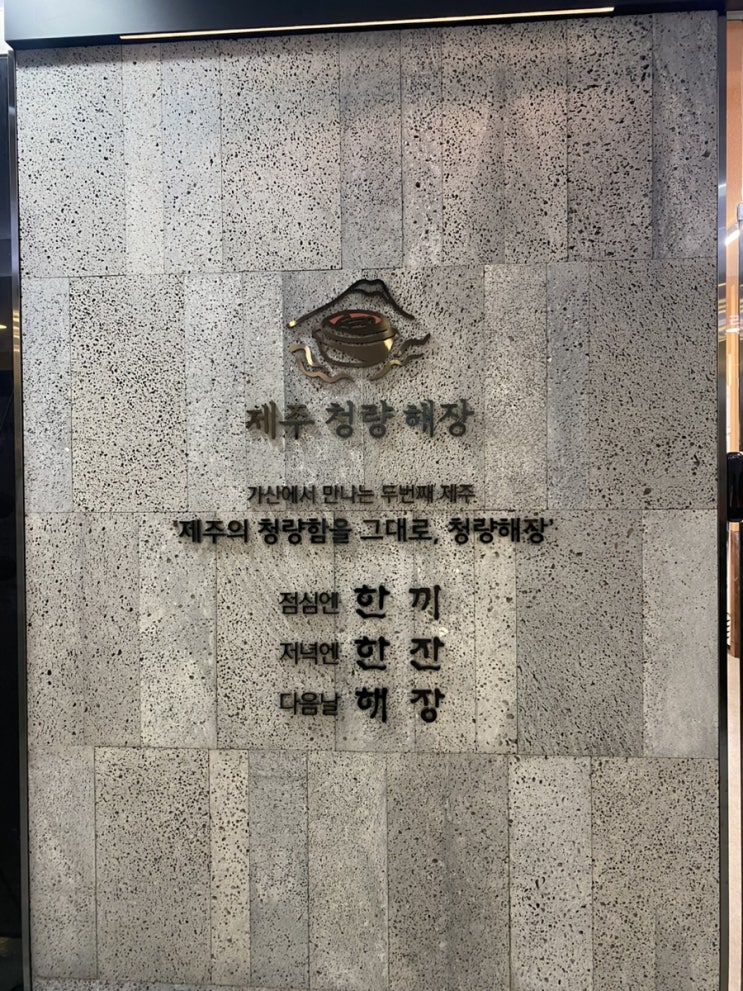 제주 청량 해장
가산에서 만나는 두번째 제주
'제주의 청량함을 그대로, 청량해장'
점심엔 한 끼
저녁엔 한 잔
다음날 해 장